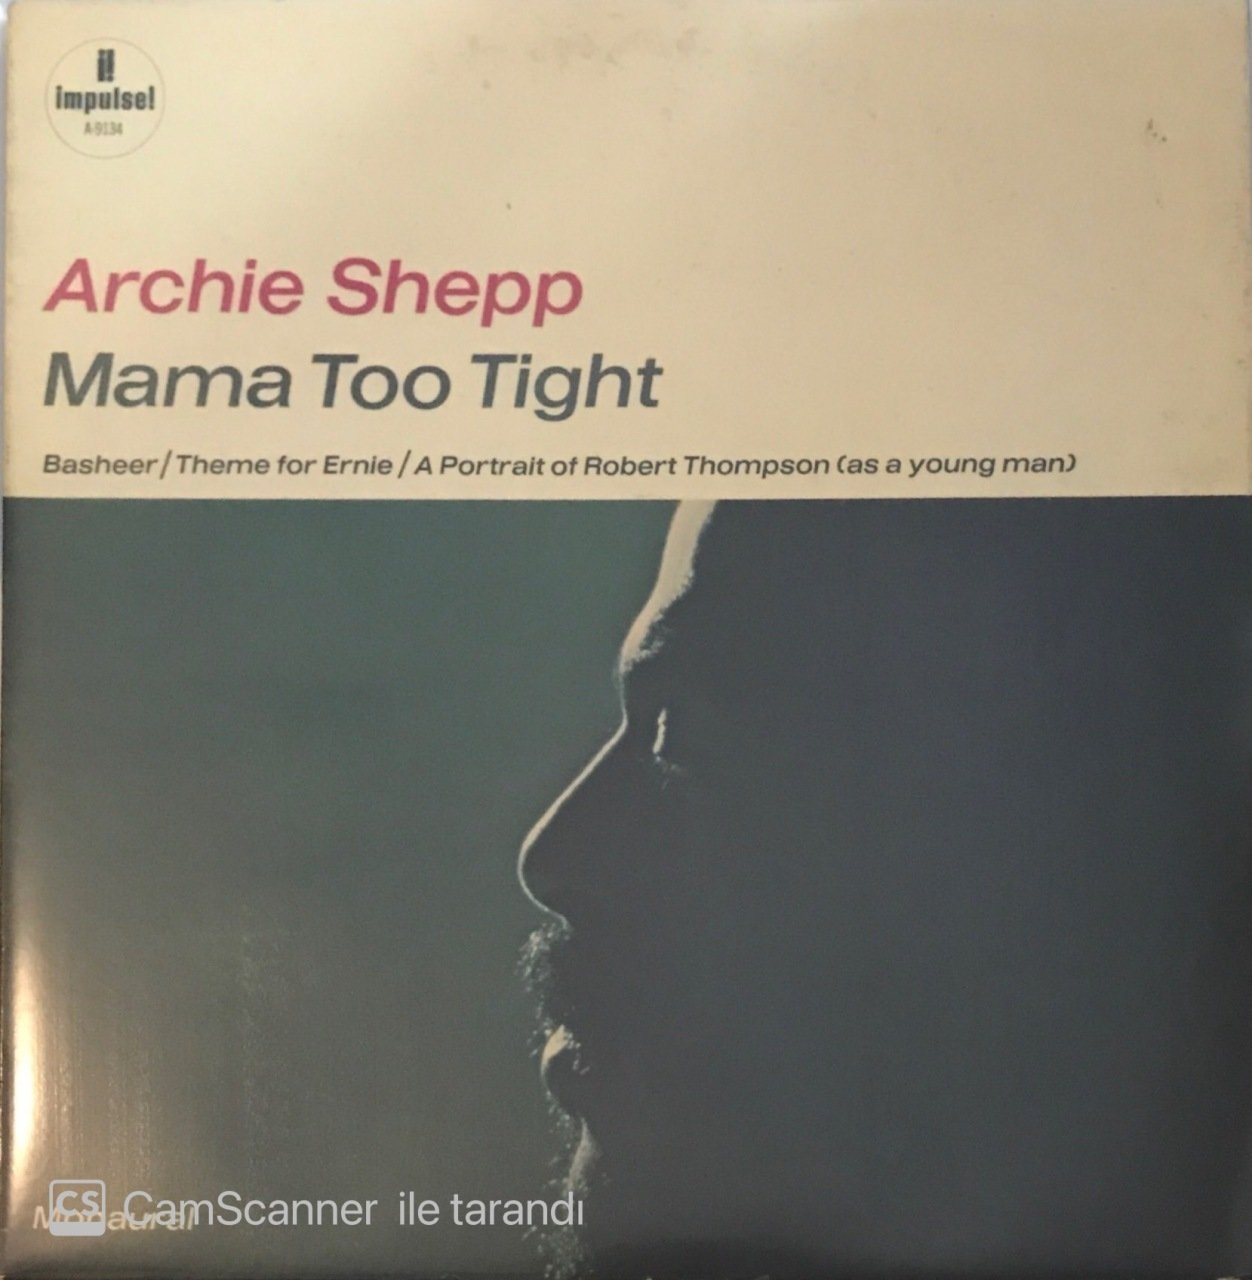 impulse!
A-9134
Archie Shepp
Mama Too Tight
Basheer/Theme for Ernie/A Portrait of Robert Thompson (as a young man)
Monaural
CS CamScanner ile tarandı